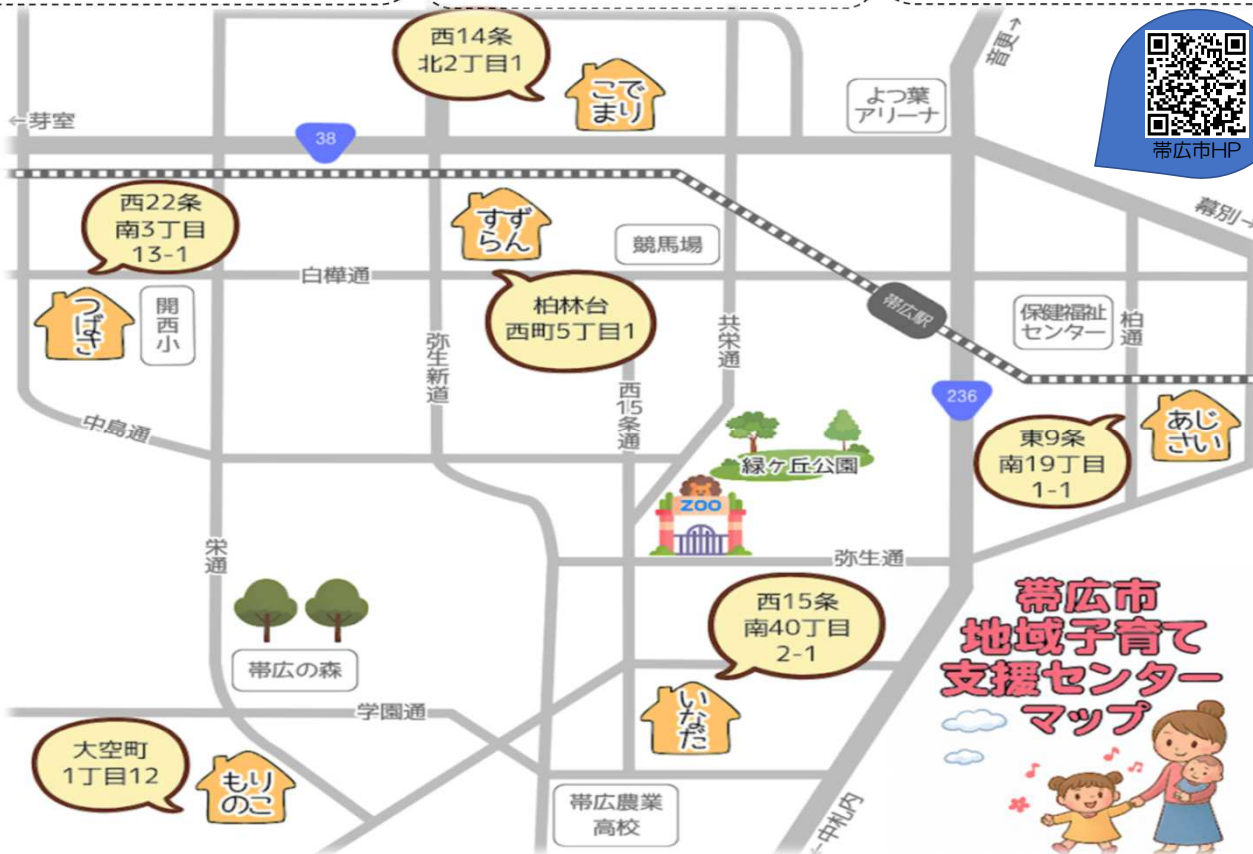 西14条
北2丁目1
こで
まり
よつ葉
アリーナ
音更→
帯広市HP
←芽室
38
幕別→
西22条
南3丁目
13-1
すず
らん
競馬場
白樺通
つばさ
開西小
柏林台
西町5丁目1
帯広駅
保健福祉
センター
柏通
共栄通
弥生新道
西15条通
236
あじ
さい
中島通
緑ヶ丘公園
ZOO
東9条
南19丁目
1-1
栄通
弥生通
西15条
南40丁目
2-1
帯広の森
いなだ
学園通
大空町
1丁目12
もり
のこ
帯広農業
高校
←中札内
帯広市
地域子育て
支援センター
マップ